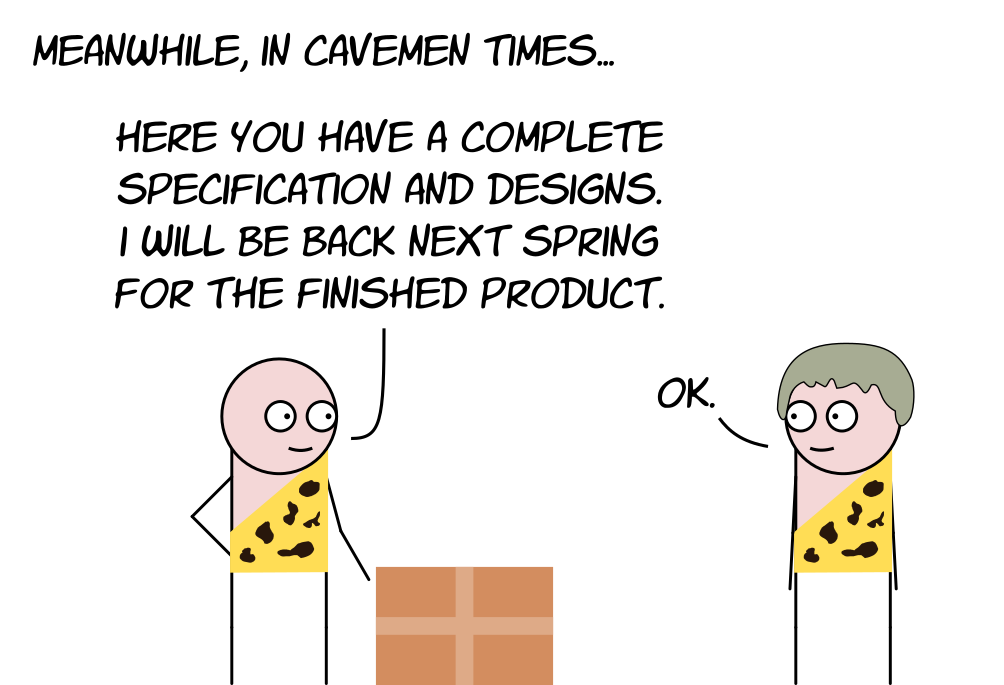 MEANWHILE, IN CAVEMEN TIMES...
HERE YOU HAVE A COMPLETE
SPECIFICATION AND DESIGNS.
I WILL BE BACK NEXT SPRING
FOR THE FINISHED PRODUCT.
OK.